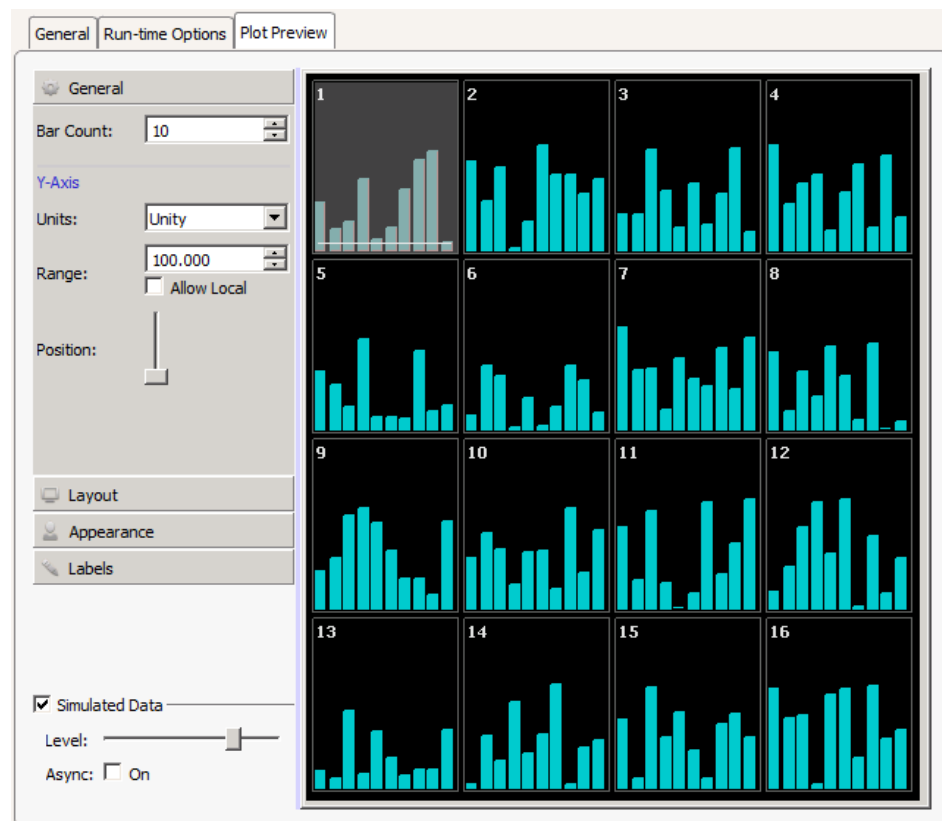 General Run-time Options Plot Preview
General
Bar Count: 10
Y-Axis
Units: Unity
Range: 100.000
Allow Local
Position:
Layout
Appearance
Labels
Simulated Data
Level:
Async: On
1 2 3 4
5 6 7 8
9 10 11 12
13 14 15 16